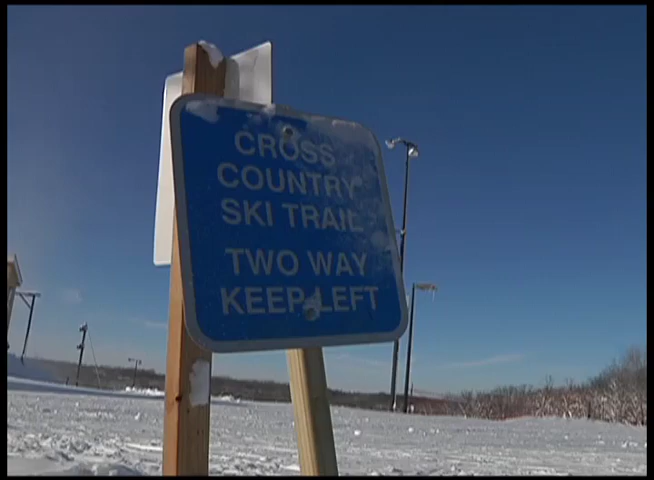 CROSS
COUNTRY
SKI TRAIL
TWO WAY
KEEP LEFT